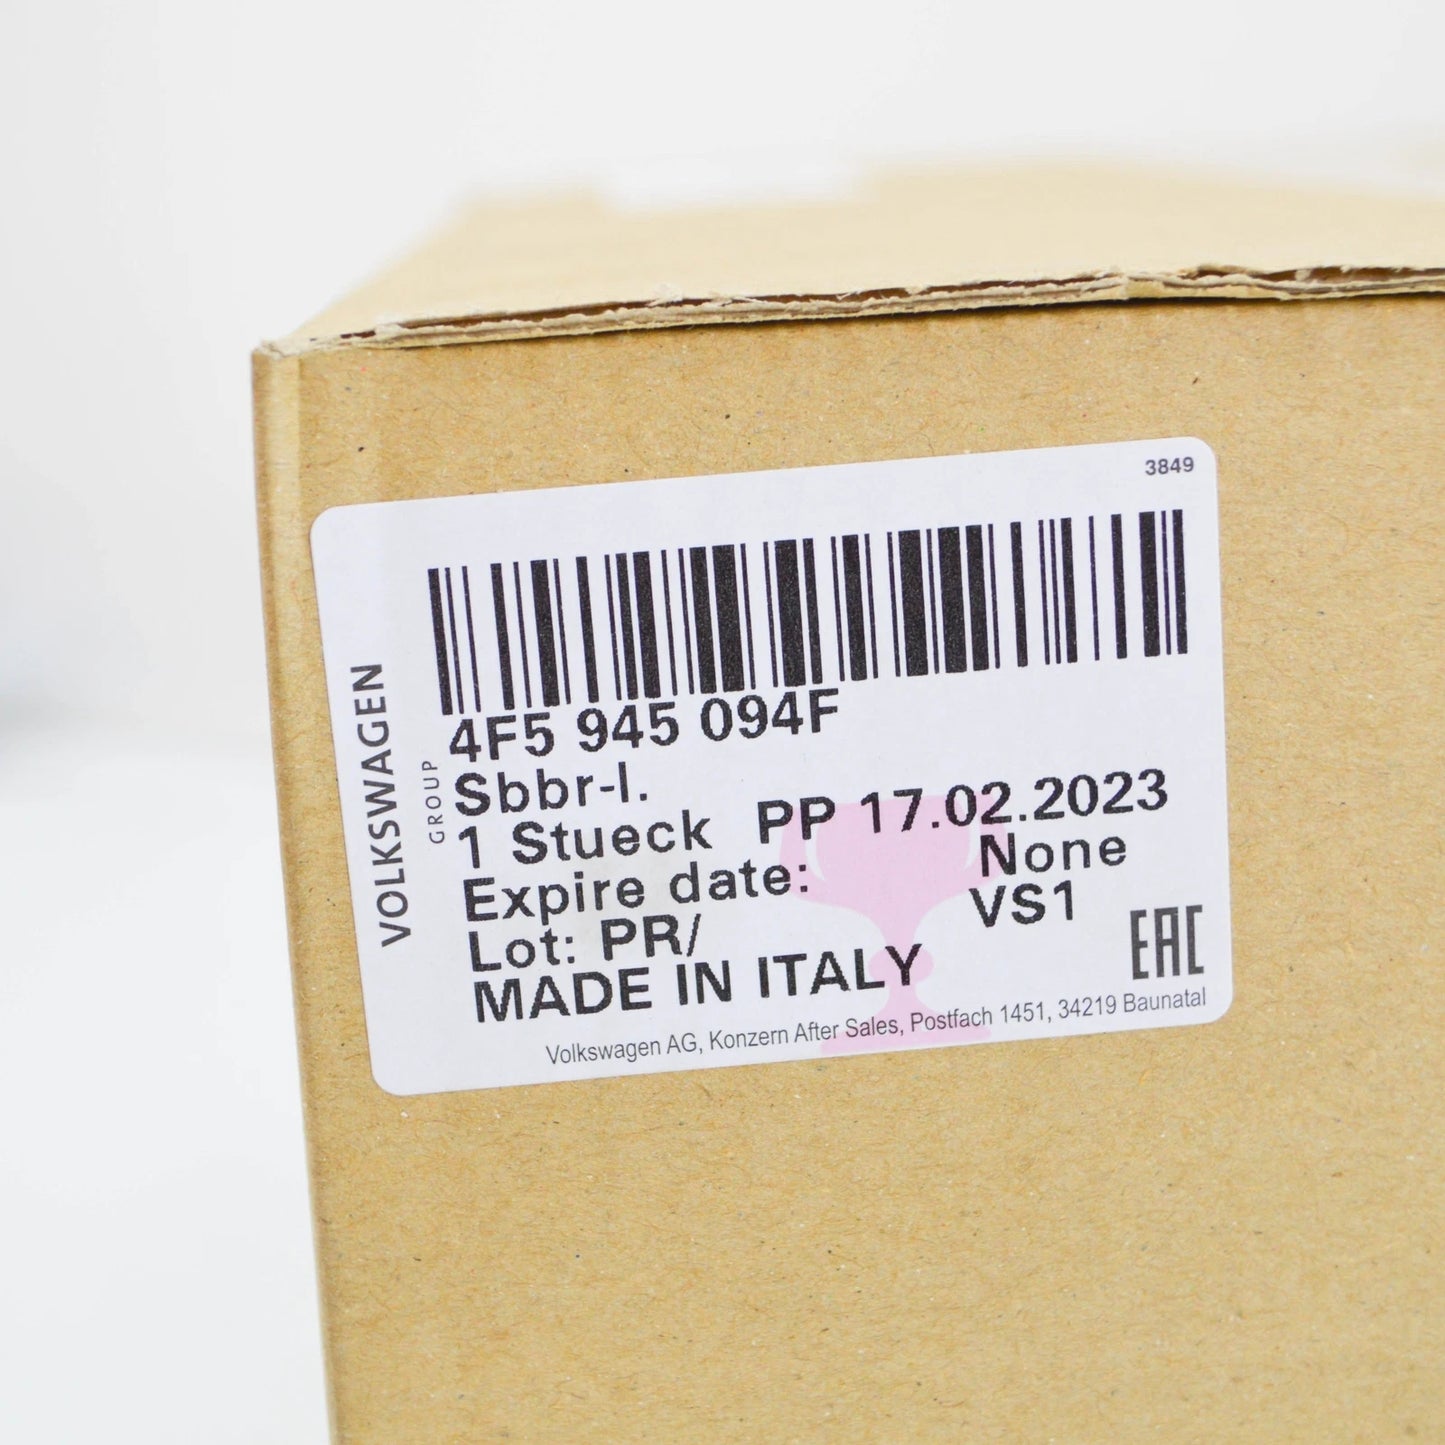 3849
VOLKSWAGEN
GROUP
4F5 945 094F
Sbbr-l.
1 Stueck PP 17.02.2023
Expire date: None
Lot: PR/ VS1
MADE IN ITALY
EAC
Volkswagen AG, Konzern After Sales, Postfach 1451, 34219 Baunatal